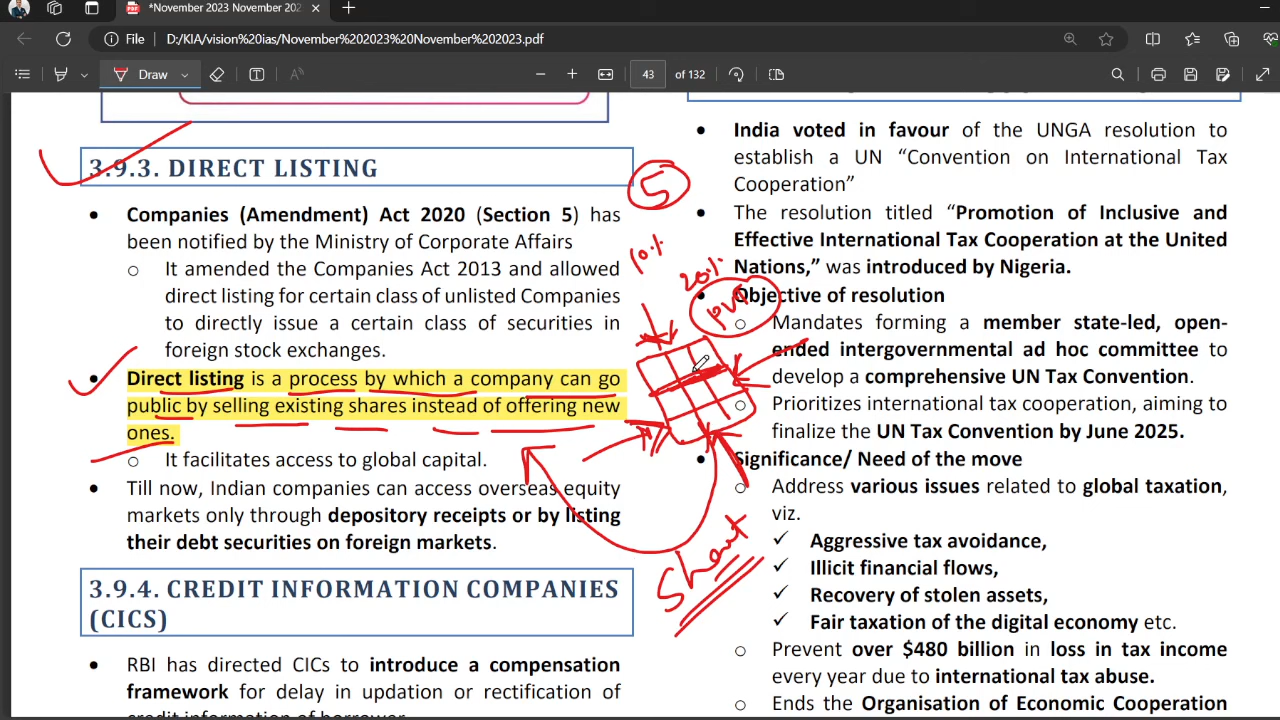 *November 2023 November 202
File
D:/KIA/vision%20ias/November%202023%20November%202023.pdf
Draw
43
of 132
3.9.3. DIRECT LISTING
• Companies (Amendment) Act 2020 (Section 5) has
been notified by the Ministry of Corporate Affairs
o It amended the Companies Act 2013 and allowed
direct listing for certain class of unlisted Companies
to directly issue a certain class of securities in
foreign stock exchanges.
• Direct listing is a process by which a company can go
public by selling existing shares instead of offering new
ones.
o It facilitates access to global capital.
• Till now, Indian companies can access overseas equity
markets only through depository receipts or by listing
their debt securities on foreign markets.
3.9.4. CREDIT INFORMATION COMPANIES
(CICS)
• RBI has directed CICs to introduce a compensation
framework for delay in updation or rectification of
credit information of borrower
5
10%
20%
Pvt
• India voted in favour of the UNGA resolution to
establish a UN “Convention on International Tax
Cooperation”
• The resolution titled “Promotion of Inclusive and
Effective International Tax Cooperation at the United
Nations,” was introduced by Nigeria.
• Objective of resolution
o Mandates forming a member state-led, open-
ended intergovernmental ad hoc committee to
develop a comprehensive UN Tax Convention.
o Prioritizes international tax cooperation, aiming to
finalize the UN Tax Convention by June 2025.
• Significance/ Need of the move
o Address various issues related to global taxation,
viz.
✓ Aggressive tax avoidance,
✓ Illicit financial flows,
✓ Recovery of stolen assets,
✓ Fair taxation of the digital economy etc.
o Prevent over $480 billion in loss in tax income
every year due to international tax abuse.
o Ends the Organisation of Economic Cooperation